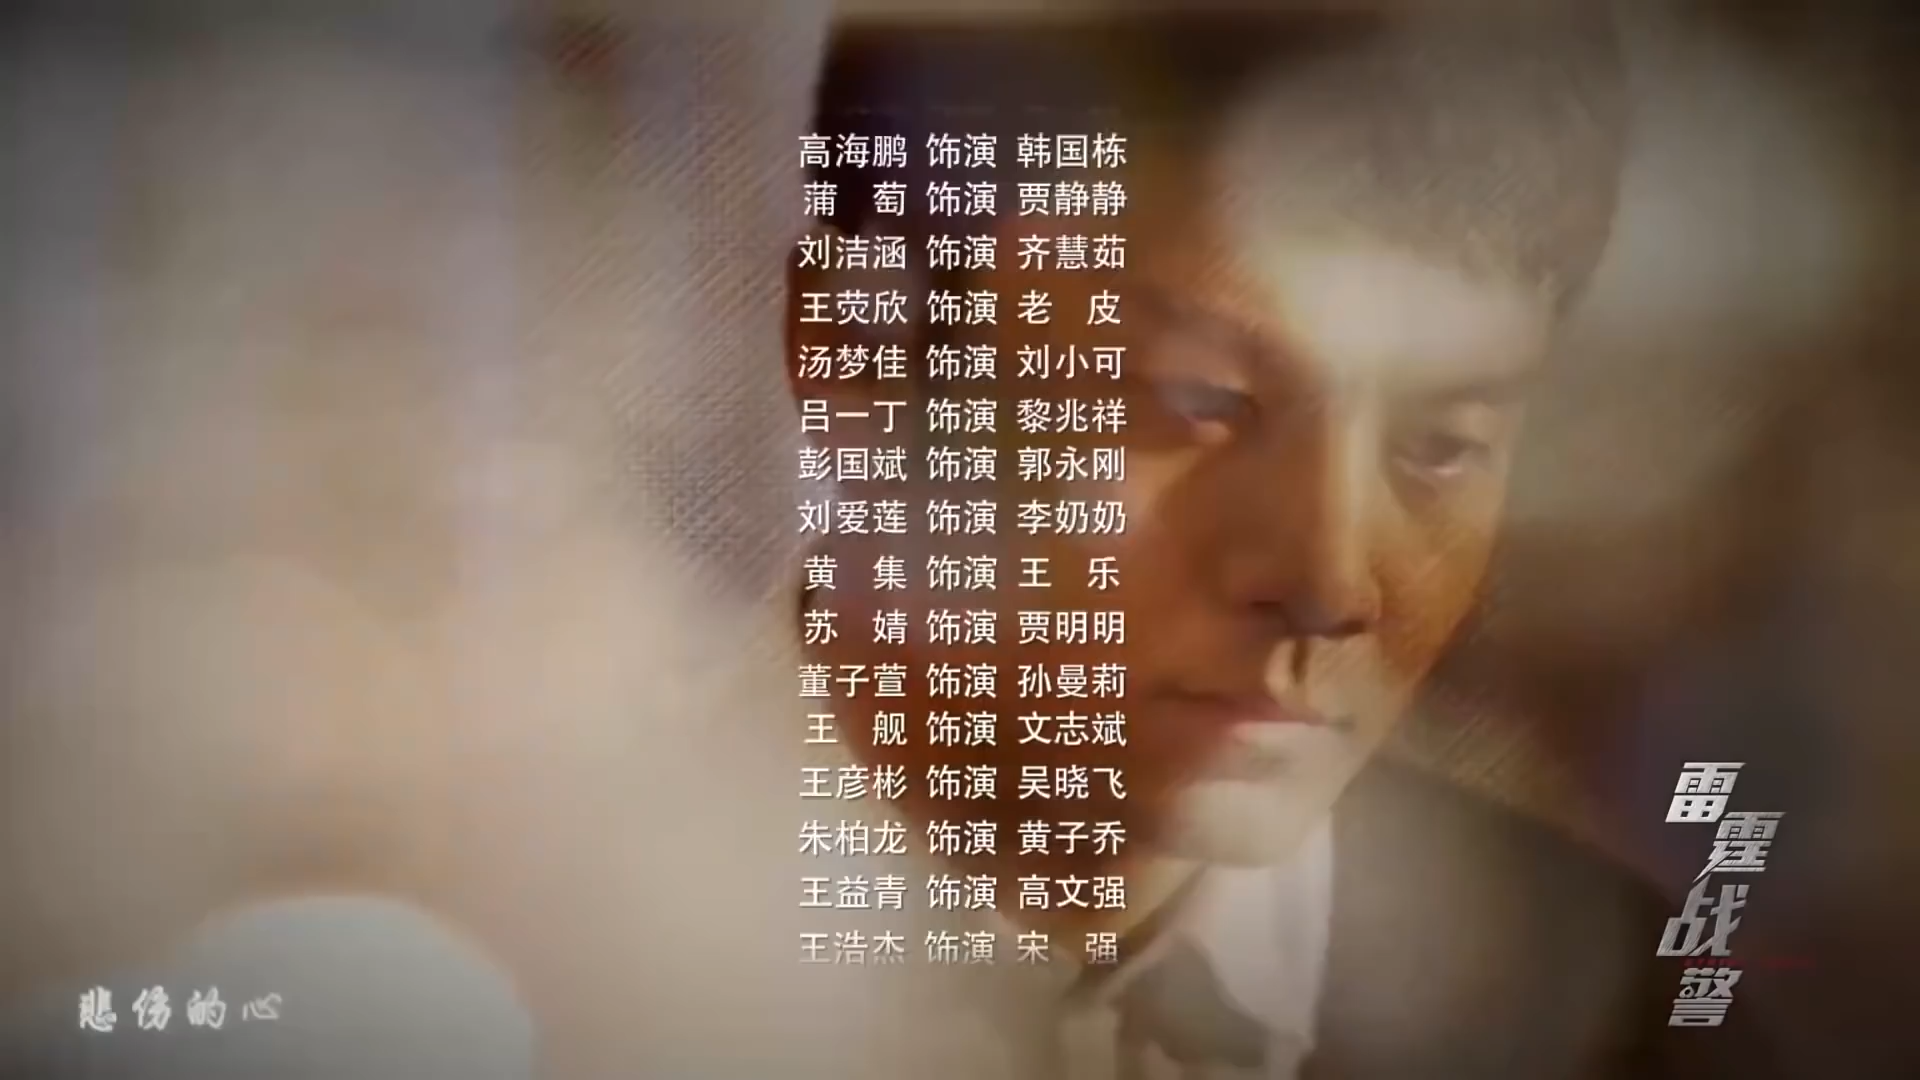 高海鹏 饰演 韩国栋
蒲 萄 饰演 贾静静
刘洁涵 饰演 齐慧茹
王荧欣 饰演 老 皮
汤梦佳 饰演 刘小可
吕一丁 饰演 黎兆祥
彭国斌 饰演 郭永刚
刘爱莲 饰演 李奶奶
黄 集 饰演 王 乐
苏 婧 饰演 贾明明
董子萱 饰演 孙曼莉
王 舰 饰演 文志斌
王彦彬 饰演 吴晓飞
朱柏龙 饰演 黄子乔
王益青 饰演 高文强
王浩杰 饰演 宋 强
悲伤的心
雷霆战警